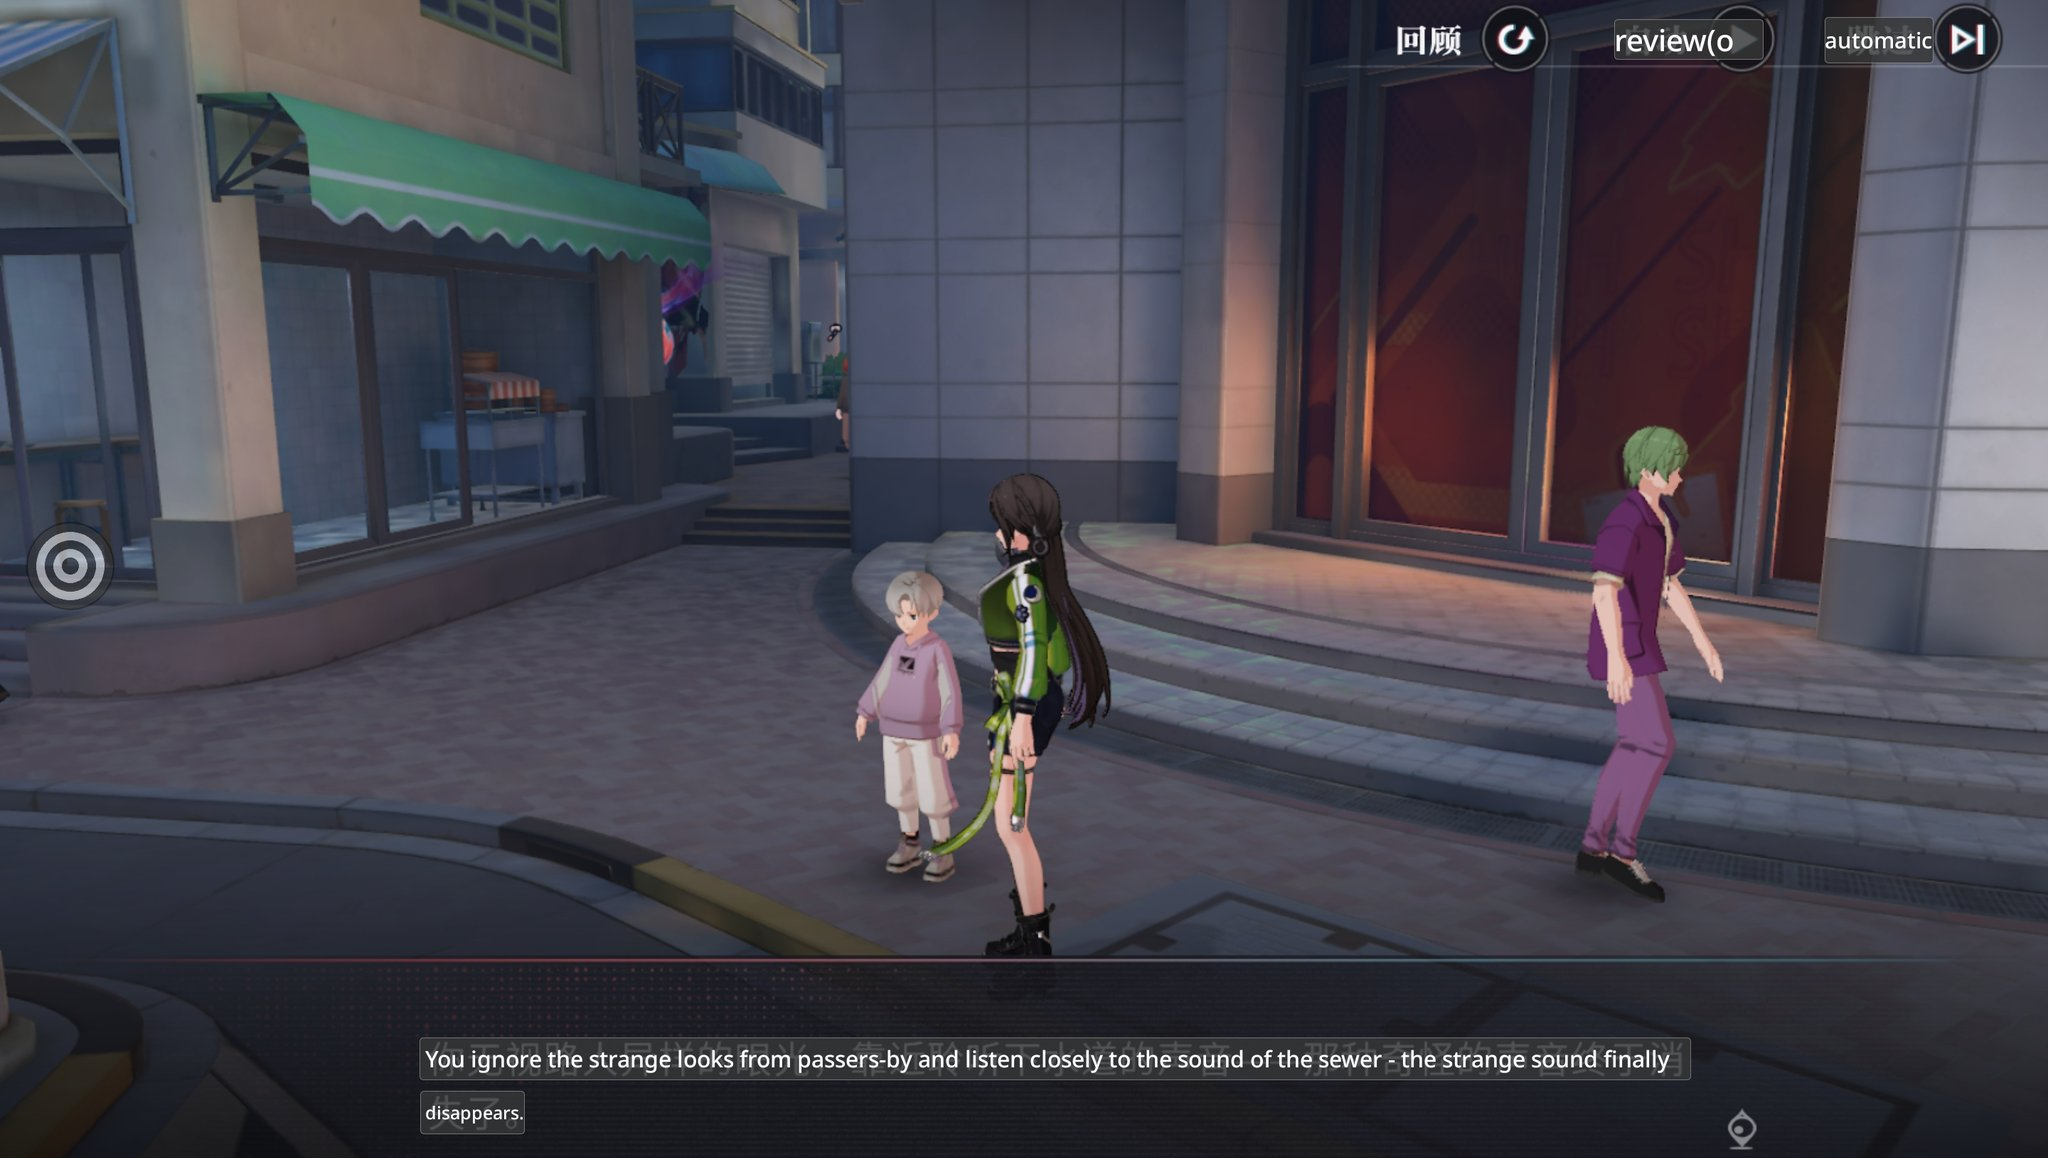 回顾
review(o
automatic
You ignore the strange looks from passers-by and listen closely to the sound of the sewer - the strange sound finally
disappears.